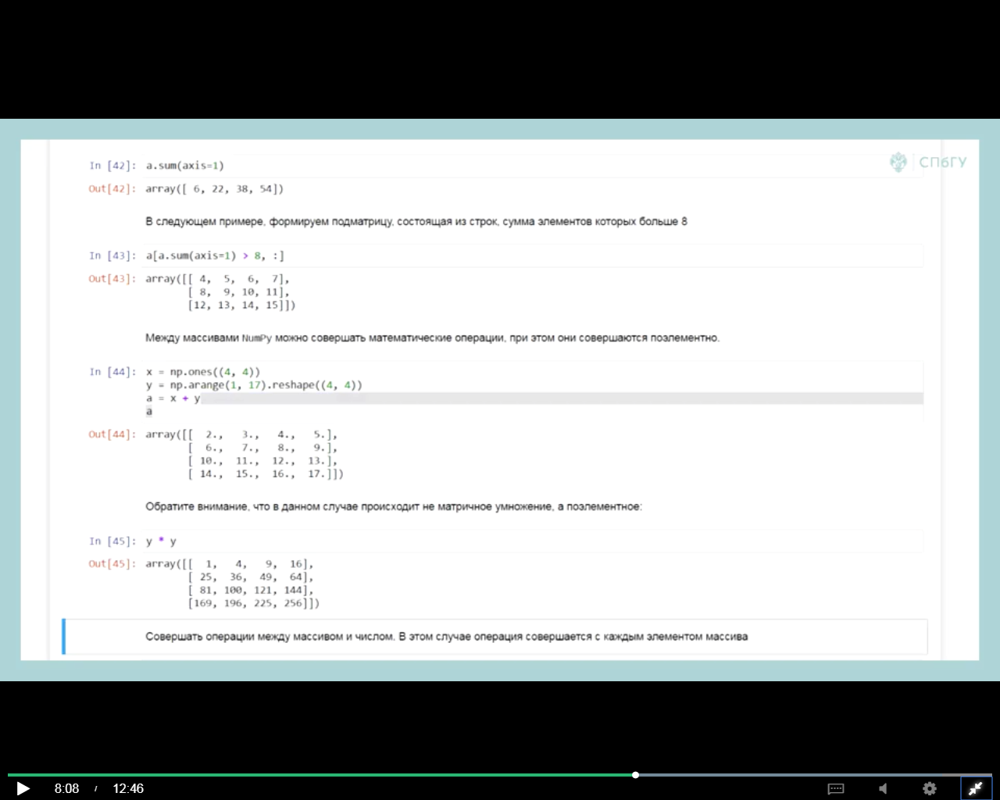 СПбГУ
In [42]: a.sum(axis=1)
Out[42]: array([ 6, 22, 38, 54])
В следующем примере, формируем подматрицу, состоящая из строк, сумма элементов которых больше 8
In [43]: a[a.sum(axis=1) > 8, :]
Out[43]: array([[ 4, 5, 6, 7],
[ 8, 9, 10, 11],
[12, 13, 14, 15]])
Между массивами NumPy можно совершать математические операции, при этом они совершаются поэлементно.
In [44]: x = np.ones((4, 4))
y = np.arange(1, 17).reshape((4, 4))
a = x + y
a
Out[44]: array([[ 2., 3., 4., 5.],
[ 6., 7., 8., 9.],
[ 10., 11., 12., 13.],
[ 14., 15., 16., 17.]])
Обратите внимание, что в данном случае происходит не матричное умножение, а поэлементное:
In [45]: y * y
Out[45]: array([[ 1, 4, 9, 16],
[ 25, 36, 49, 64],
[ 81, 100, 121, 144],
[169, 196, 225, 256]])
Совершать операции между массивом и числом. В этом случае операция совершается с каждым элементом массива
8:08 / 12:46